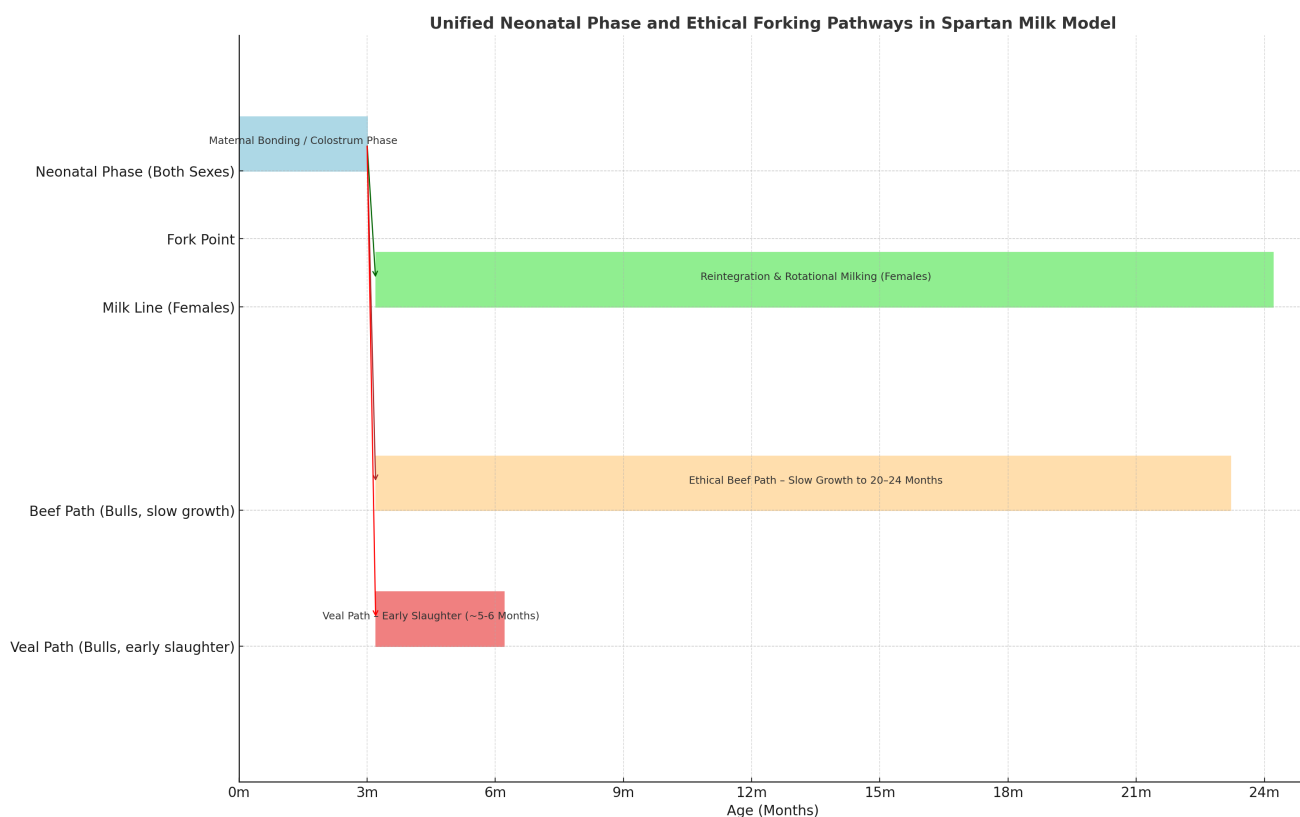 Unified Neonatal Phase and Ethical Forking Pathways in Spartan Milk Model
Maternal Bonding / Colostrum Phase
Neonatal Phase (Both Sexes)
Fork Point
Reintegration & Rotational Milking (Females)
Milk Line (Females)
Ethical Beef Path – Slow Growth to 20–24 Months
Beef Path (Bulls, slow growth)
Veal Path – Early Slaughter (~5-6 Months)
Veal Path (Bulls, early slaughter)
0m 3m 6m 9m 12m 15m 18m 21m 24m
Age (Months)